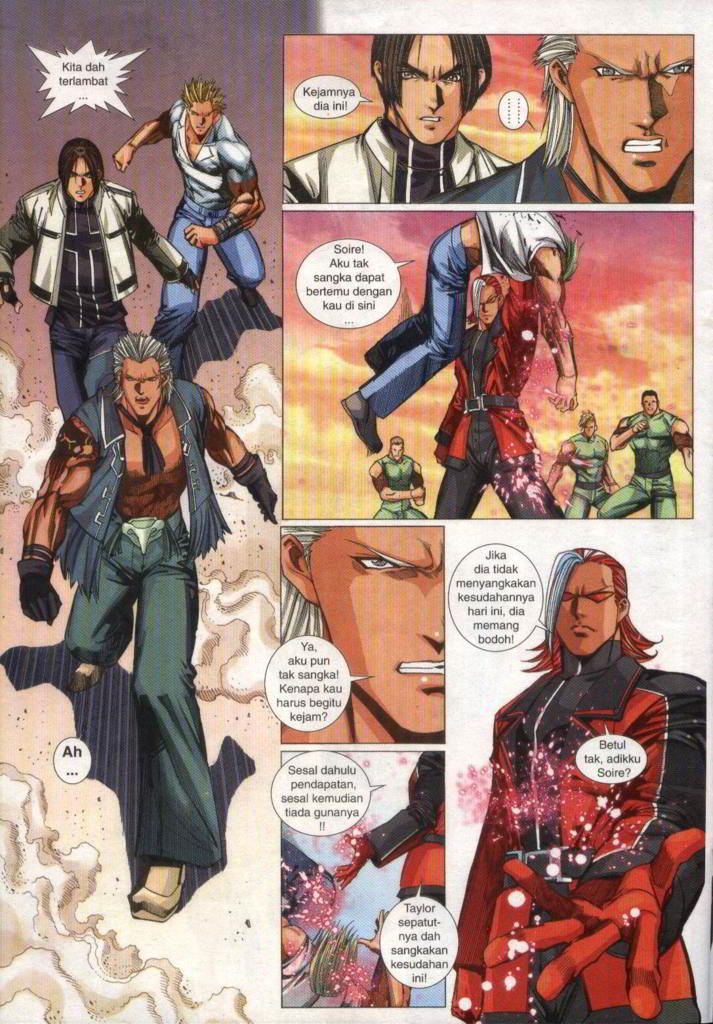 Kita dah
terlambat
...
Ah
...
Kejamnya
dia ini!
......
Soire!
Aku tak
sangka dapat
bertemu dengan
kau di sini
...
Ya,
aku pun
tak sangka!
Kenapa kau
harus begitu
kejam?
Jika
dia tidak
menyangkakan
kesudahannya
hari ini, dia
memang
bodoh!
Betul
tak, adikku
Soire?
Sesal dahulu
pendapatan,
sesal kemudian
tiada gunanya
!!
Taylor
sepatut-
nya dah
sangkakan
kesudahan
ini!